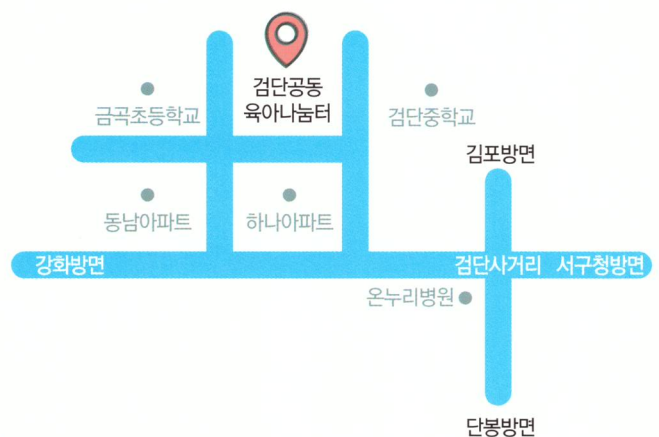 검단공동
육아나눔터
금곡초등학교
검단중학교
김포방면
동남아파트
하나아파트
강화방면
검단사거리
서구청방면
온누리병원
단봉방면